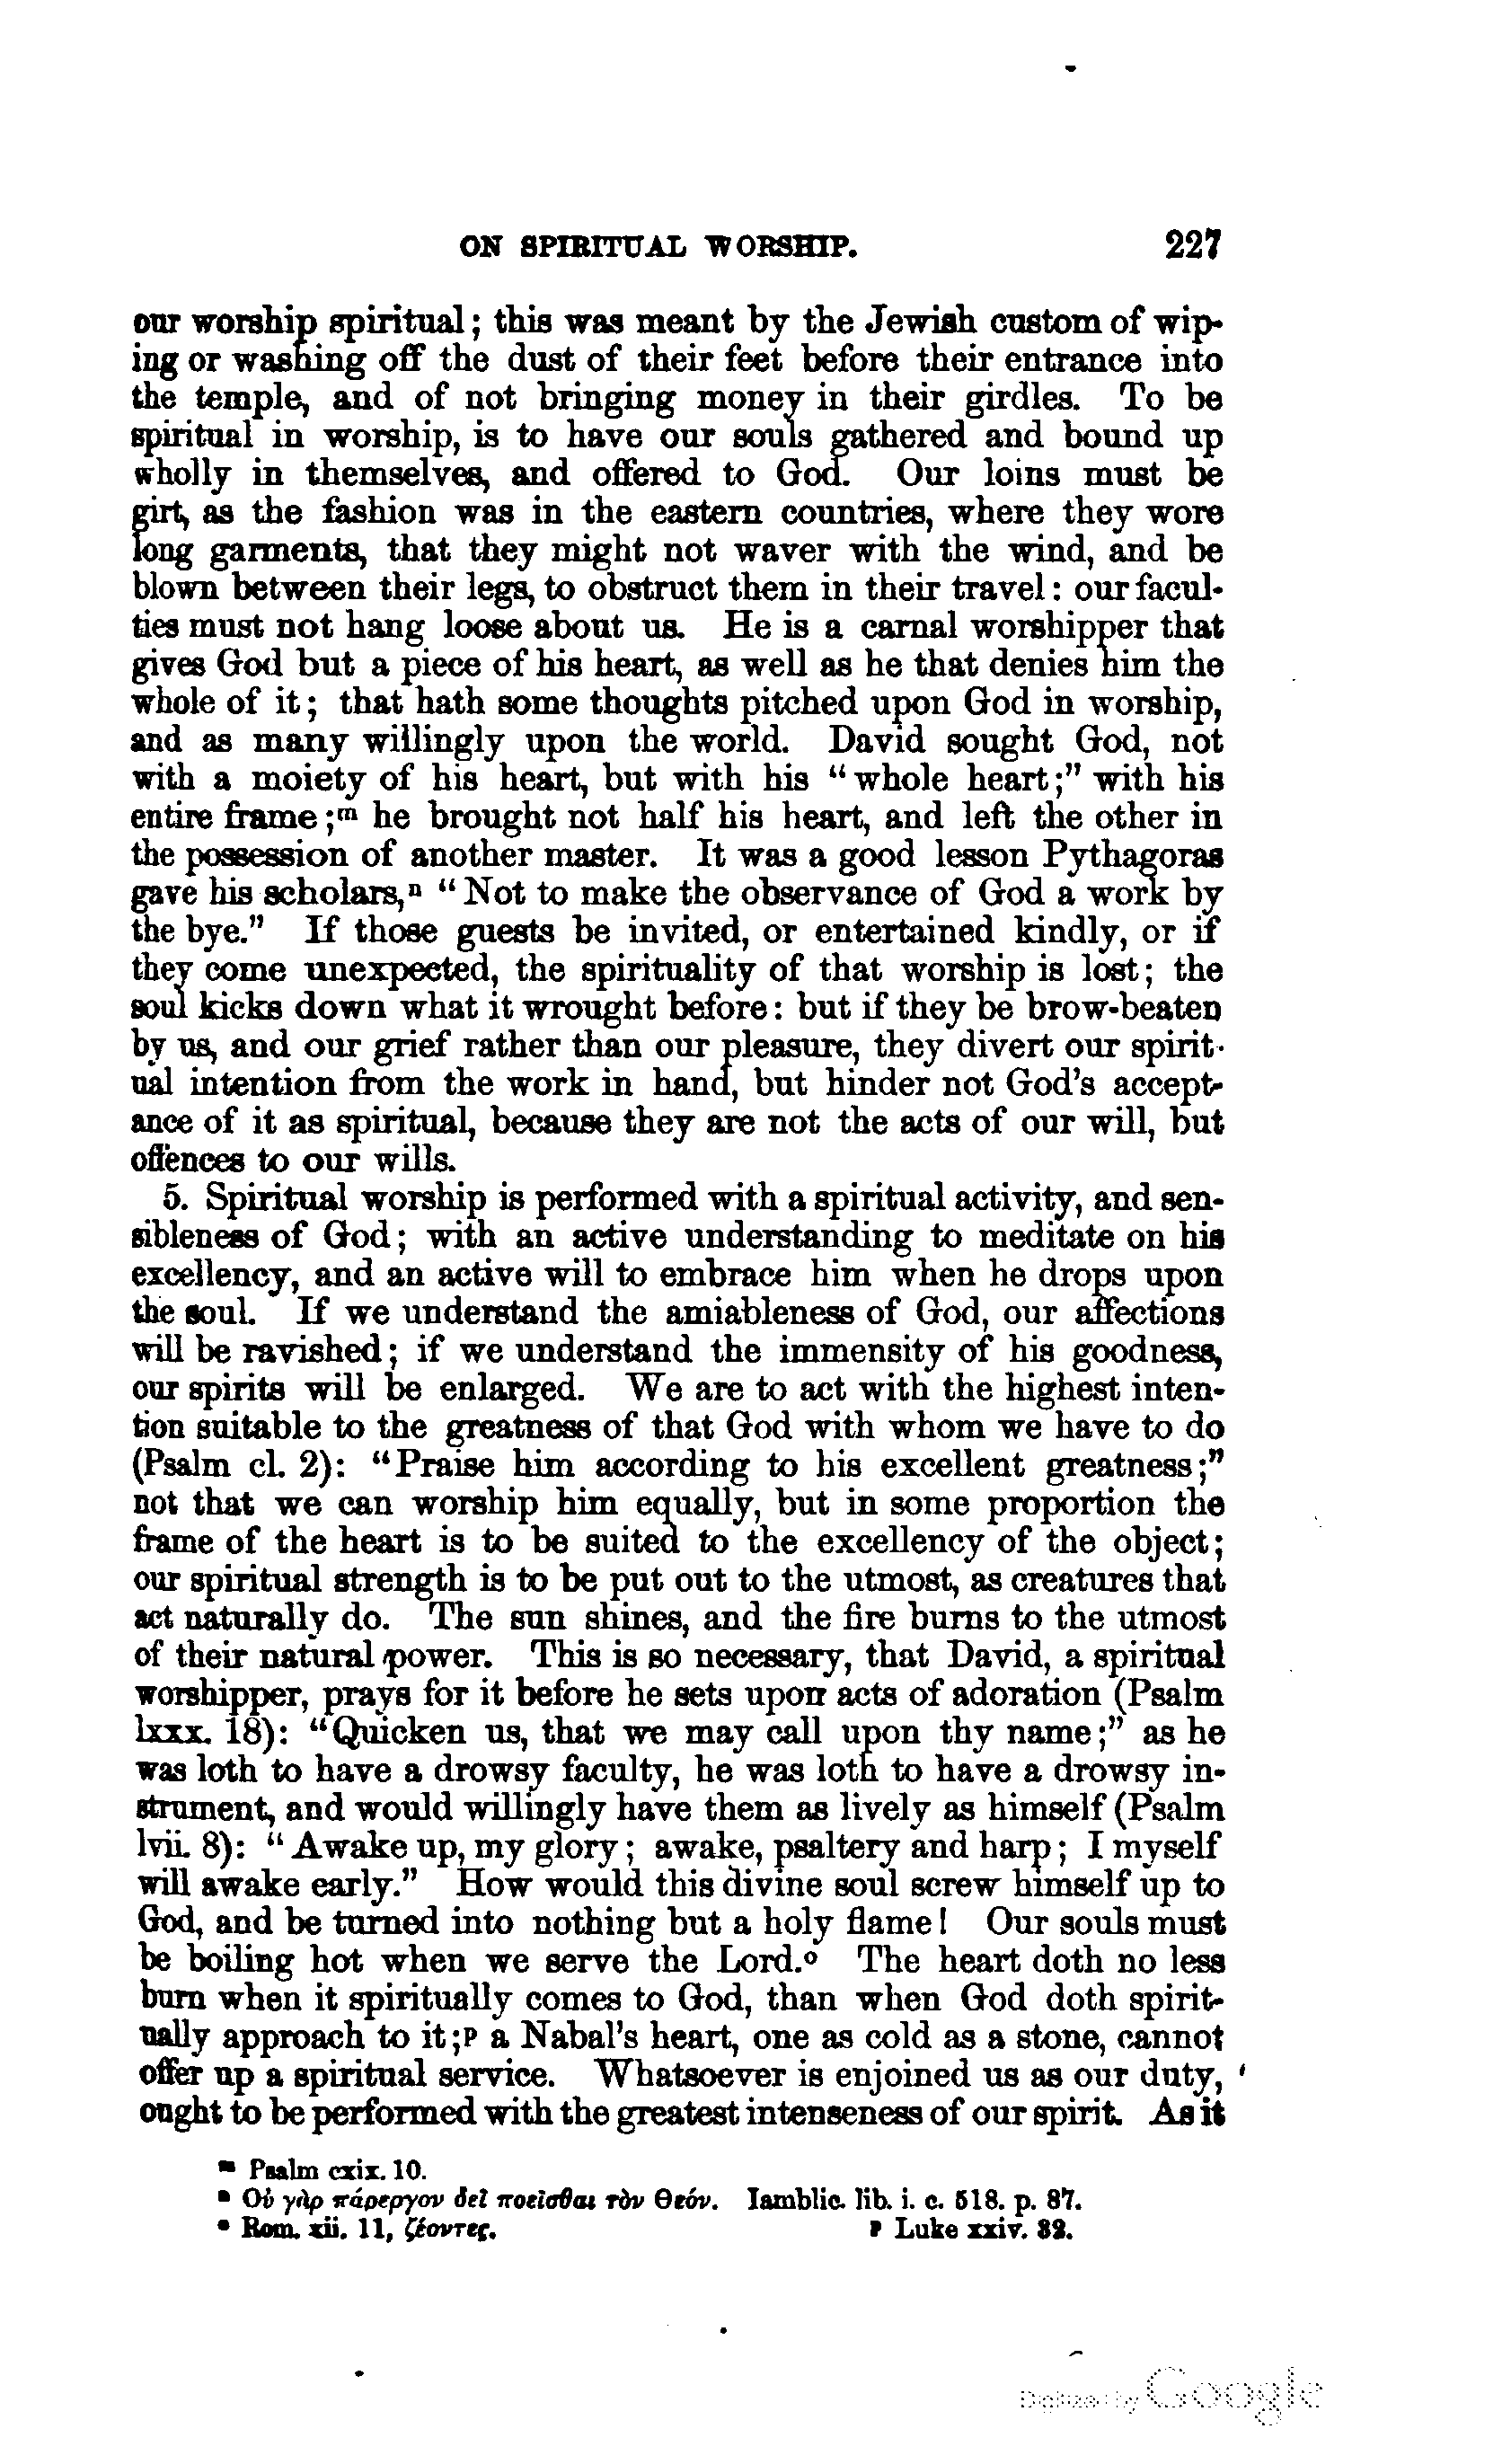 ON SPIRITUAL WORSHIP. 227
our worship spiritual; this was meant by the Jewish custom of wip-
ing or washing off the dust of their feet before their entrance into
the temple, and of not bringing money in their girdles. To be
spiritual in worship, is to have our souls gathered and bound up
wholly in themselves, and offered to God. Our loins must be
girt, as the fashion was in the eastern countries, where they wore
long garments, that they might not waver with the wind, and be
blown between their legs, to obstruct them in their travel: our facul-
ties must not hang loose about us. He is a carnal worshipper that
gives God but a piece of his heart, as well as he that denies him the
whole of it; that hath some thoughts pitched upon God in worship,
and as many willingly upon the world. David sought God, not
with a moiety of his heart, but with his "whole heart;" with his
entire frame;ᵐ he brought not half his heart, and left the other in
the possession of another master. It was a good lesson Pythagoras
gave his scholars,ⁿ "Not to make the observance of God a work by
the bye." If those guests be invited, or entertained kindly, or if
they come unexpected, the spirituality of that worship is lost; the
soul kicks down what it wrought before: but if they be brow-beaten
by us, and our grief rather than our pleasure, they divert our spirit-
ual intention from the work in hand, but hinder not God's accept-
ance of it as spiritual, because they are not the acts of our will, but
offences to our wills.
5. Spiritual worship is performed with a spiritual activity, and sen-
sibleness of God; with an active understanding to meditate on his
excellency, and an active will to embrace him when he drops upon
the soul. If we understand the amiableness of God, our affections
will be ravished; if we understand the immensity of his goodness,
our spirits will be enlarged. We are to act with the highest inten-
tion suitable to the greatness of that God with whom we have to do
(Psalm cl. 2): "Praise him according to his excellent greatness;"
not that we can worship him equally, but in some proportion the
frame of the heart is to be suited to the excellency of the object;
our spiritual strength is to be put out to the utmost, as creatures that
act naturally do. The sun shines, and the fire burns to the utmost
of their natural power. This is so necessary, that David, a spiritual
worshipper, prays for it before he sets upon acts of adoration (Psalm
lxxx. 18): "Quicken us, that we may call upon thy name;" as he
was loth to have a drowsy faculty, he was loth to have a drowsy in-
strument, and would willingly have them as lively as himself (Psalm
lvii. 8): "Awake up, my glory; awake, psaltery and harp; I myself
will awake early." How would this divine soul screw himself up to
God, and be turned into nothing but a holy flame! Our souls must
be boiling hot when we serve the Lord.ᵒ The heart doth no less
burn when it spiritually comes to God, than when God doth spirit-
ually approach to it;ᵖ a Nabal's heart, one as cold as a stone, cannot
offer up a spiritual service. Whatsoever is enjoined us as our duty,
ought to be performed with the greatest intenseness of our spirit. As it
ᵐ Psalm cxix. 10.
ⁿ Οὐ γὰρ πάρεργον δεῖ ποιεῖσθαι τὸν Θεόν. Iamblic. lib. i. c. 518. p. 87.
ᵒ Rom. xii. 11, ζέοντες. ᵖ Luke xxiv. 32.
Digitized by Google